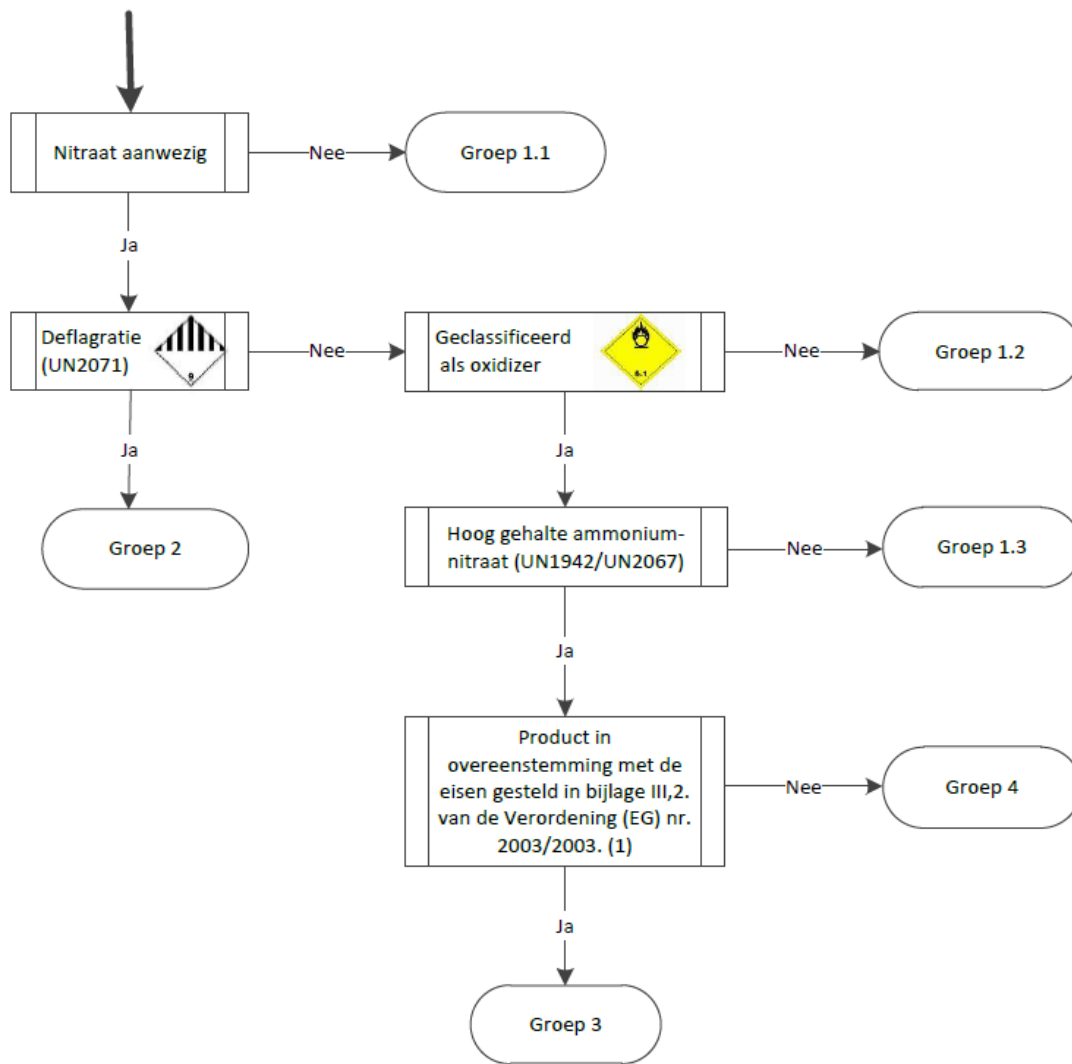 Nitraat aanwezig
Nee
Groep 1.1
Ja
Deflagratie
(UN2071)
9
Nee
Geclassificeerd
als oxidizer
5.1
Nee
Groep 1.2
Ja
Ja
Groep 2
Hoog gehalte ammonium-
nitraat (UN1942/UN2067)
Nee
Groep 1.3
Ja
Product in
overeenstemming met de
eisen gesteld in bijlage III,2.
van de Verordening (EG) nr.
2003/2003. (1)
Nee
Groep 4
Ja
Groep 3